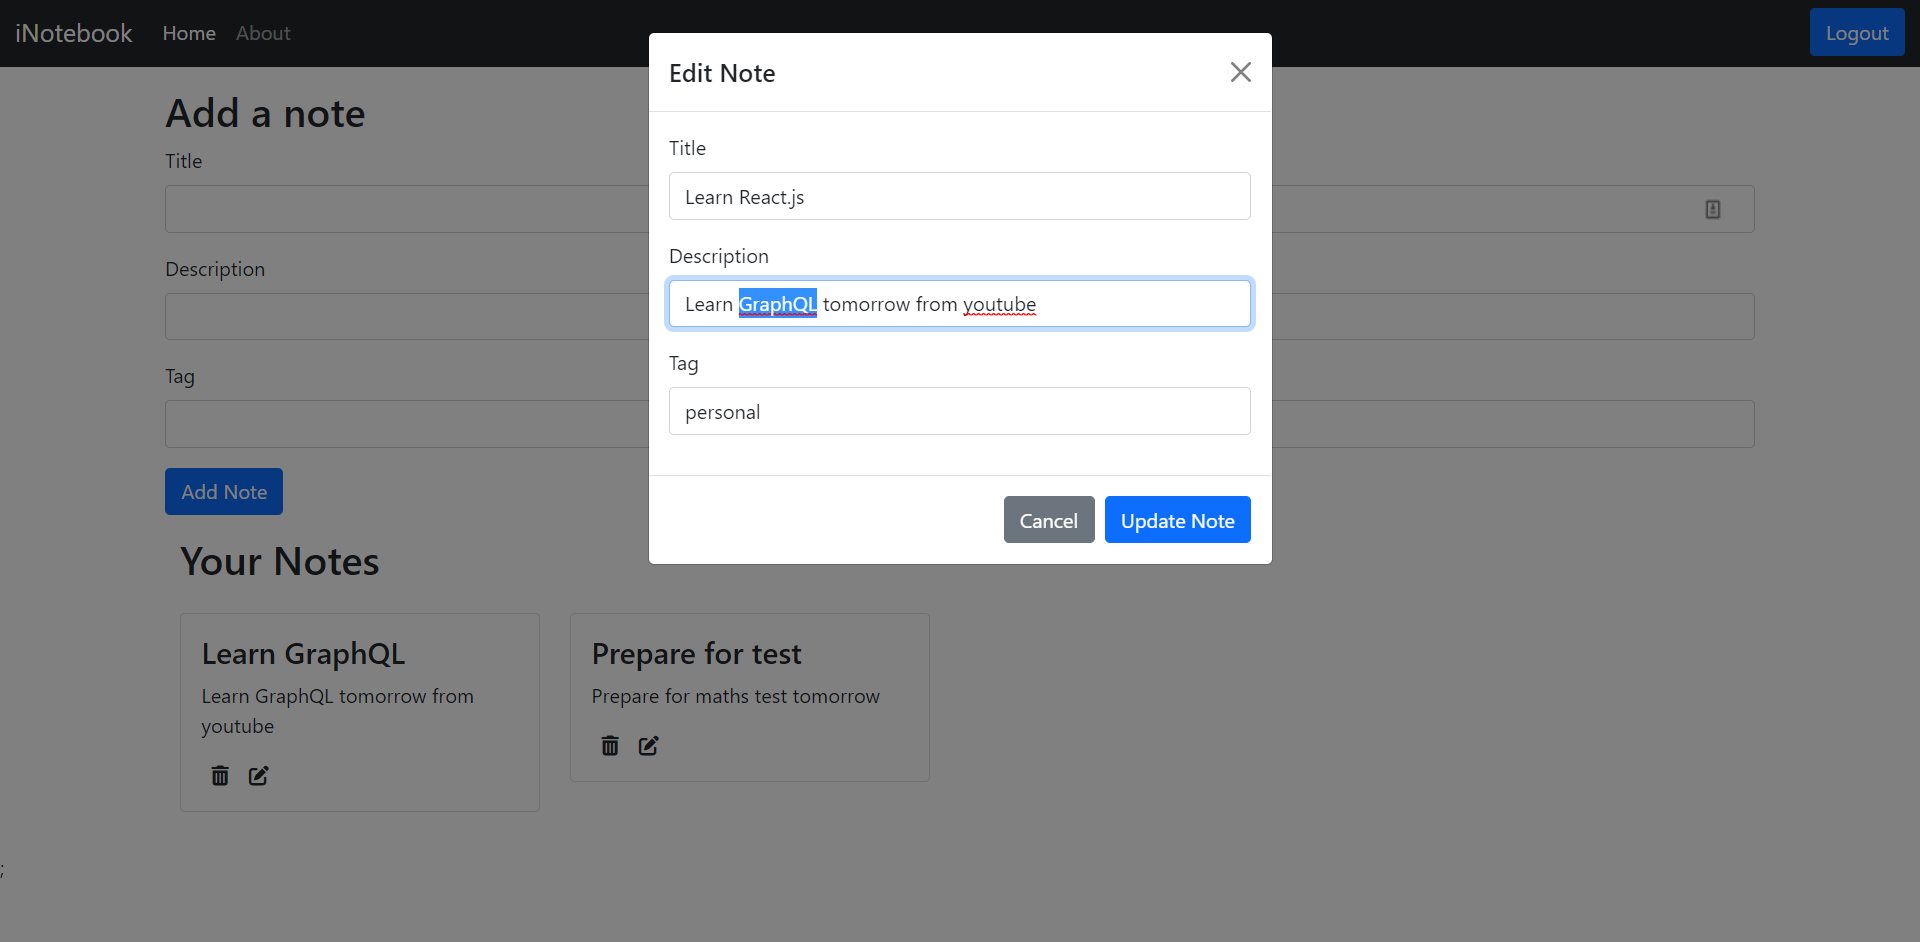 iNotebook Home About Logout
Add a note
Title
Description
Tag
Add Note
Edit Note
Title
Learn React.js
Description
Learn GraphQL tomorrow from youtube
Tag
personal
Cancel Update Note
Your Notes
Learn GraphQL
Learn GraphQL tomorrow from
youtube
Prepare for test
Prepare for maths test tomorrow
;